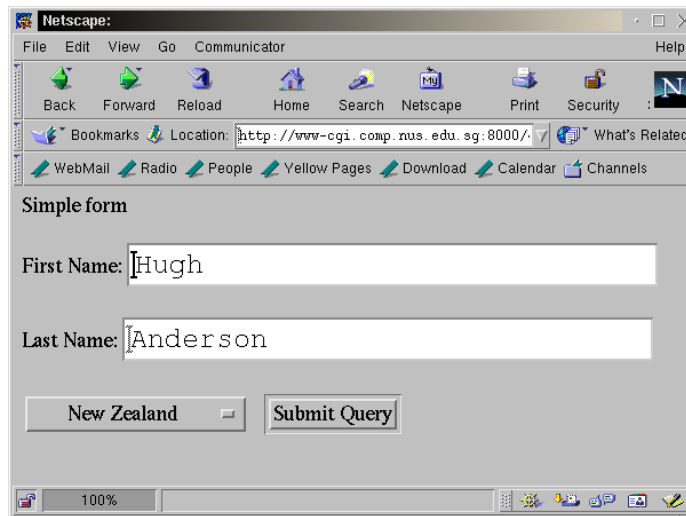 Netscape:
File Edit View Go Communicator Help
Back Forward Reload Home Search Netscape Print Security N
My
Bookmarks Location: http://www-cgi.comp.nus.edu.sg:8000/ What's Related
WebMail Radio People Yellow Pages Download Calendar Channels
Simple form
First Name: Hugh
Last Name: Anderson
New Zealand Submit Query
100%